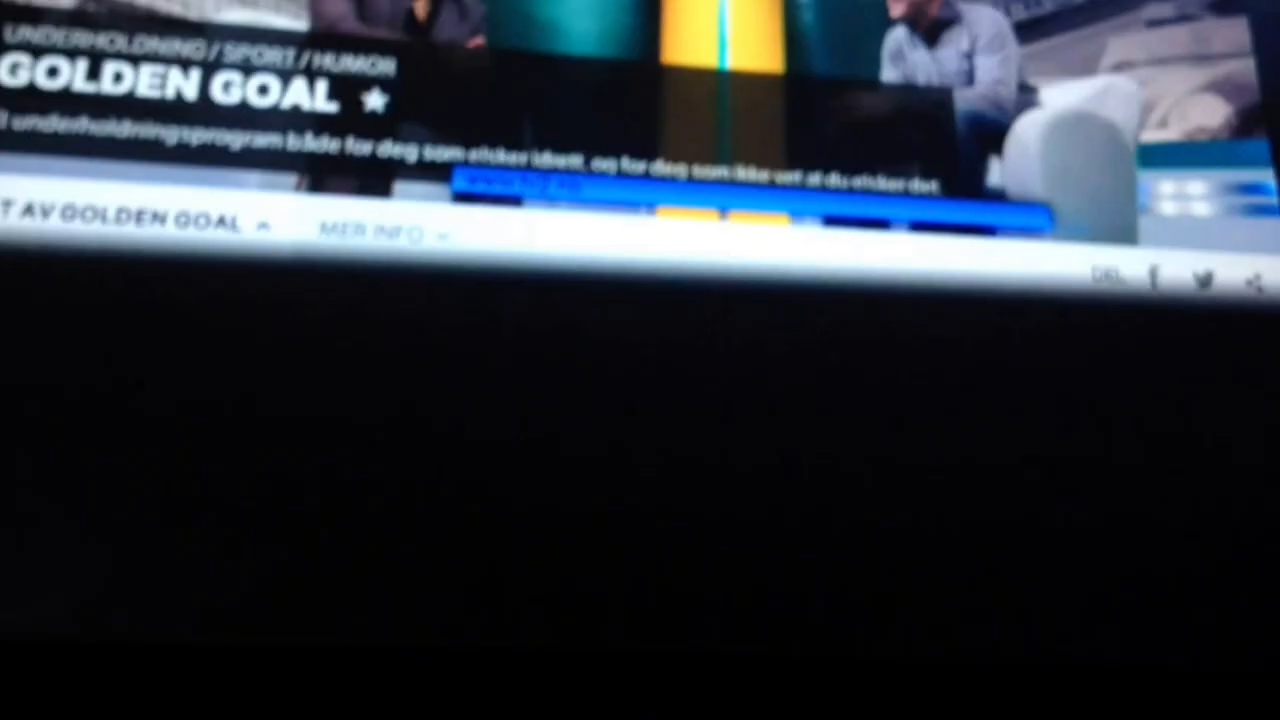 UNDERHOLDNING / SPORT / HUMOR
GOLDEN GOAL
underholdningsprogram både for deg som elsker idrett, og for deg som ikke vet at du elsker det.
T AV GOLDEN GOAL
MER INFO
DEL